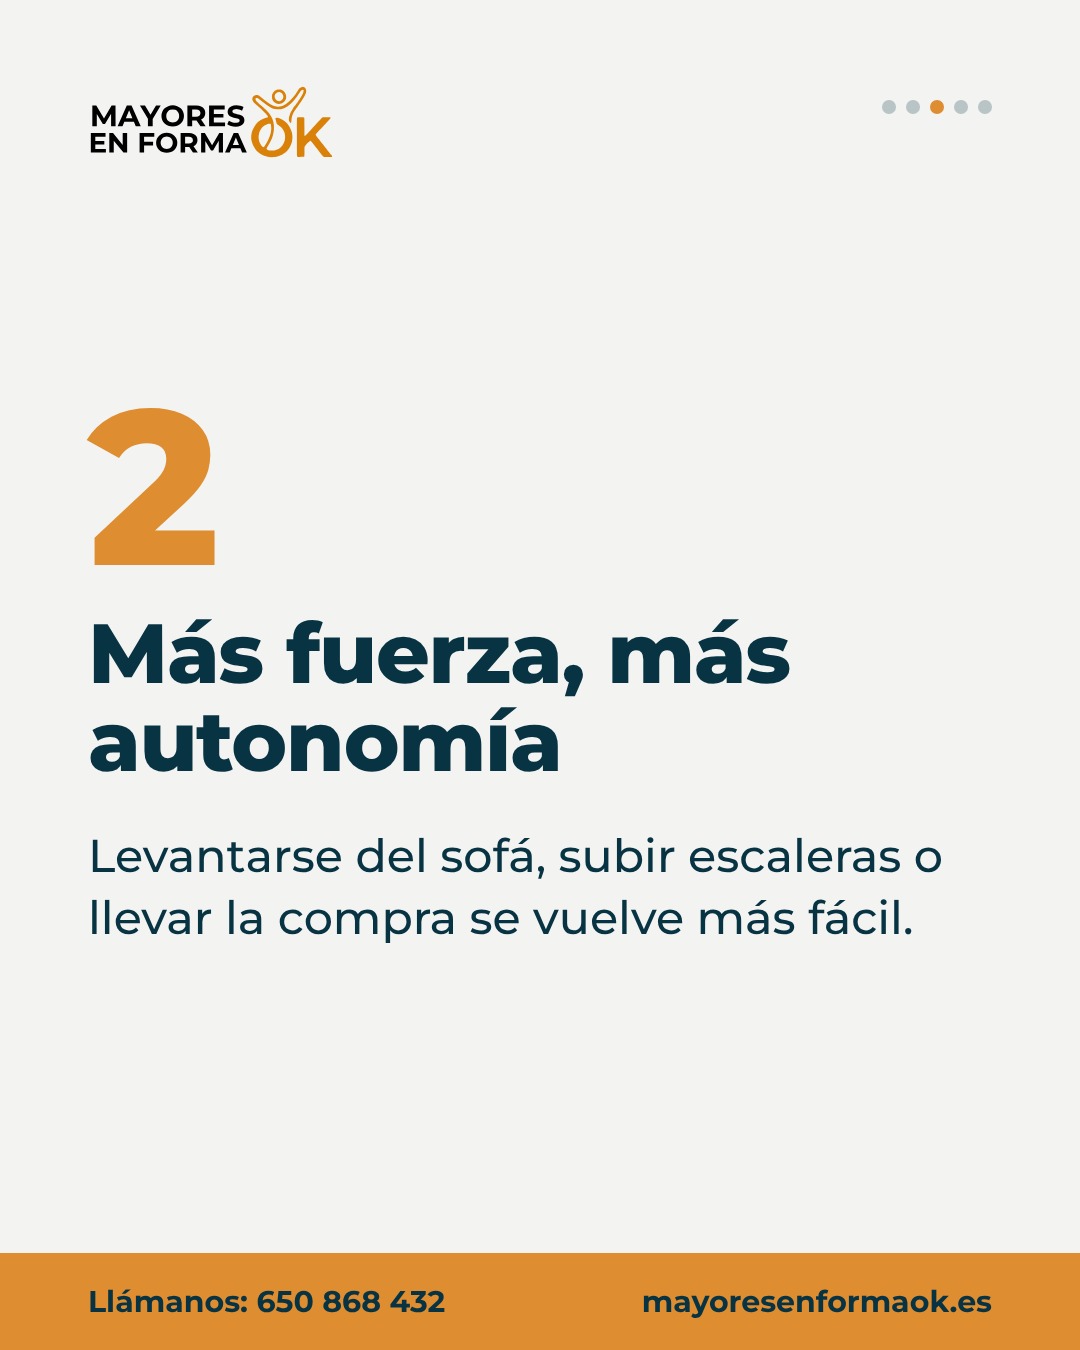 MAYORES
EN FORMA OK
2
Más fuerza, más
autonomía
Levantarse del sofá, subir escaleras o
llevar la compra se vuelve más fácil.
Llámanos: 650 868 432
mayoresenformaok.es